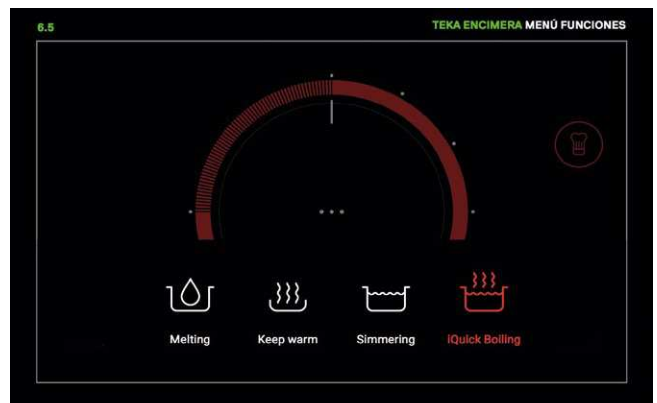 6.5
TEKA ENCIMERA MENÚ FUNCIONES
Melting
Keep warm
Simmering
iQuick Boiling